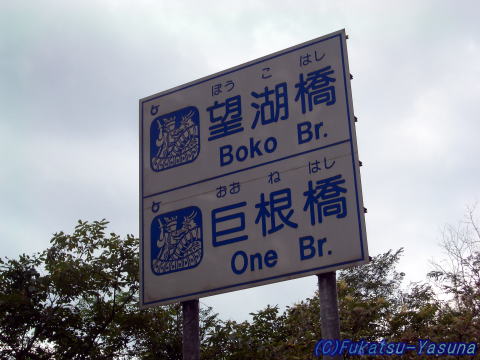 ぼうこはし
望湖橋
Boko Br.
おおねはし
巨根橋
One Br.
(C)Fukatsu-Yasuna